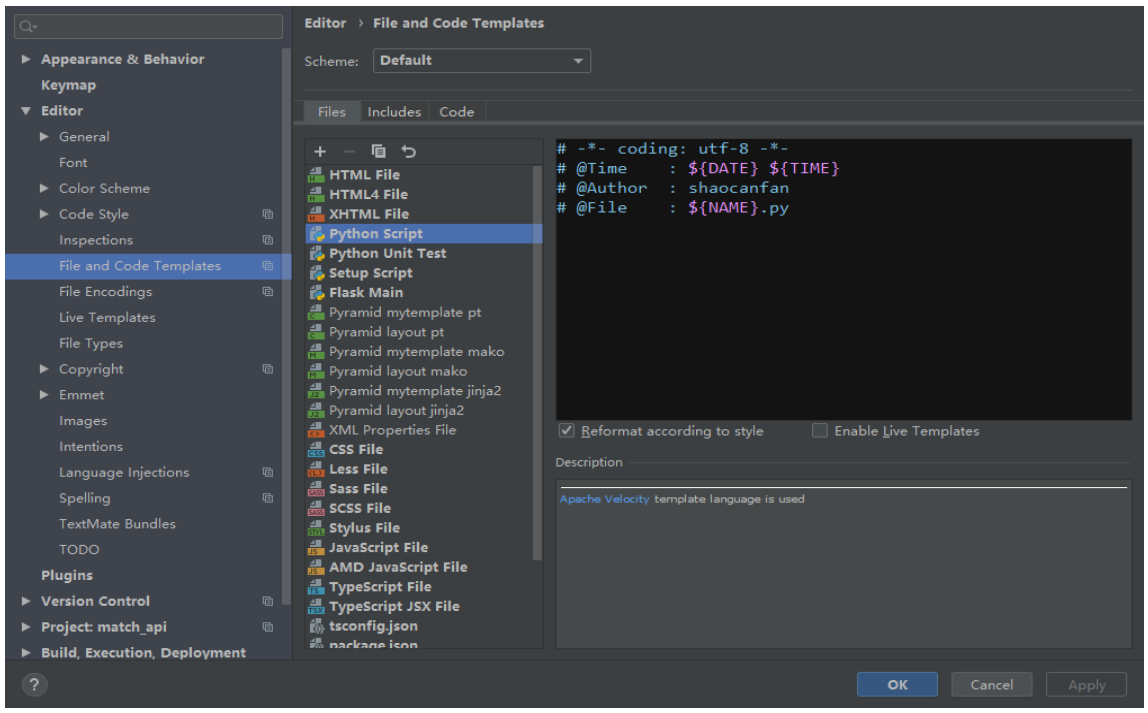 Editor › File and Code Templates
Scheme: Default
Appearance & Behavior
Keymap
Editor
General
Font
Color Scheme
Code Style
Inspections
File and Code Templates
File Encodings
Live Templates
File Types
Copyright
Emmet
Images
Intentions
Language Injections
Spelling
TextMate Bundles
TODO
Plugins
Version Control
Project: match_api
Build, Execution, Deployment
Files Includes Code
HTML File
HTML4 File
XHTML File
Python Script
Python Unit Test
Setup Script
Flask Main
Pyramid mytemplate pt
Pyramid layout pt
Pyramid mytemplate mako
Pyramid layout mako
Pyramid mytemplate jinja2
Pyramid layout jinja2
XML Properties File
CSS File
Less File
Sass File
SCSS File
Stylus File
JavaScript File
AMD JavaScript File
TypeScript File
TypeScript JSX File
tsconfig.json
package.json
# -*- coding: utf-8 -*-
# @Time    : ${DATE} ${TIME}
# @Author  : shaocanfan
# @File    : ${NAME}.py
Reformat according to style Enable Live Templates
Description
Apache Velocity template language is used
? OK Cancel Apply